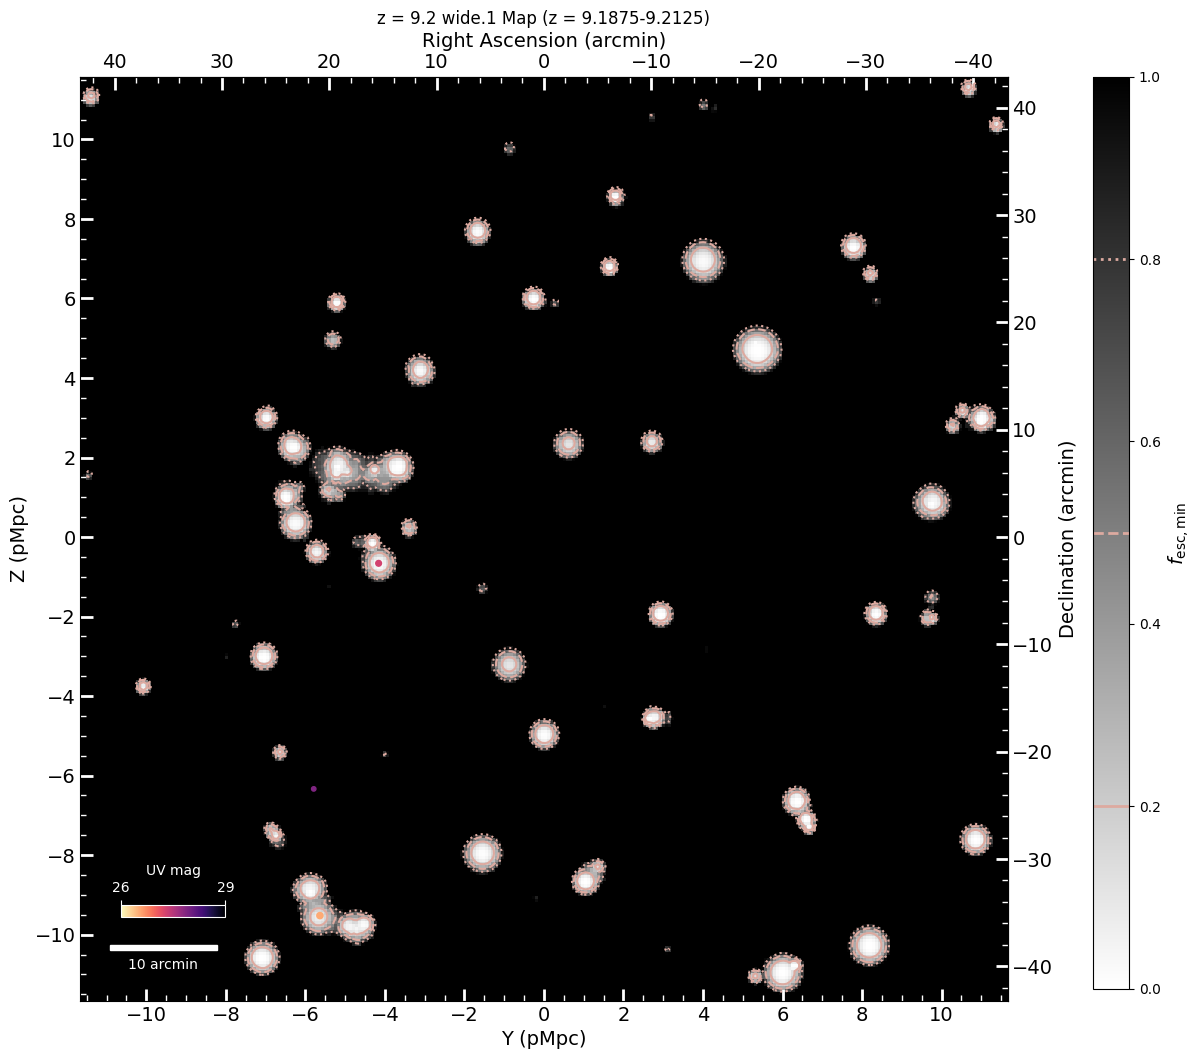 z = 9.2 wide.1 Map (z = 9.1875-9.2125)
Right Ascension (arcmin)
40 30 20 10 0 −10 −20 −30 −40
10
8
6
4
2
0
−2
−4
−6
−8
−10
Z (pMpc)
40
30
20
10
0
−10
−20
−30
−40
Declination (arcmin)
1.0
0.8
0.6
0.4
0.2
0.0
fesc,min
UV mag
26 29
10 arcmin
−10 −8 −6 −4 −2 0 2 4 6 8 10
Y (pMpc)